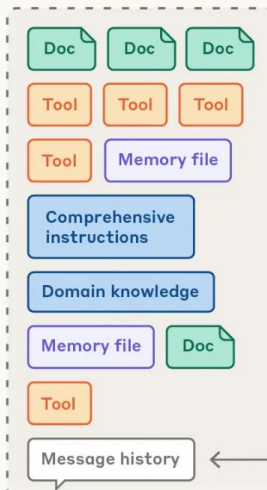 Doc Doc Doc
Tool Tool Tool
Tool Memory file
Comprehensive
instructions
Domain knowledge
Memory file Doc
Tool
Message history